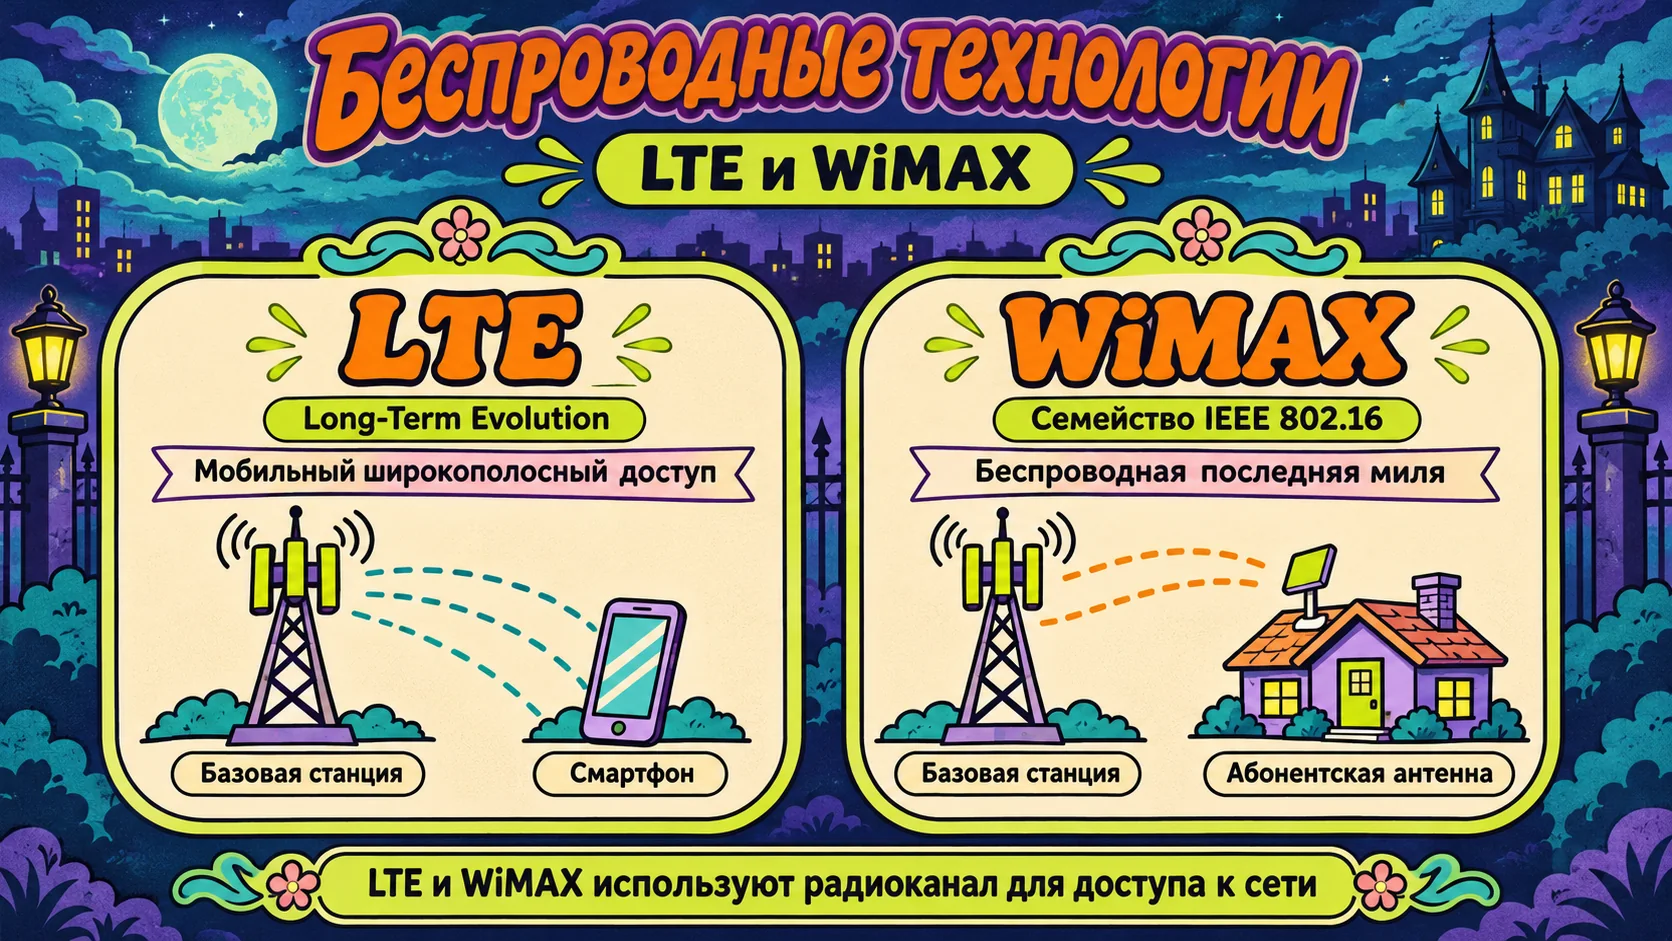 Беспроводные технологии
LTE и WiMAX
LTE
Long-Term Evolution
Мобильный широкополосный доступ
Базовая станция
Смартфон
WiMAX
Семейство IEEE 802.16
Беспроводная последняя миля
Базовая станция
Абонентская антенна
LTE и WiMAX используют радиоканал для доступа к сети